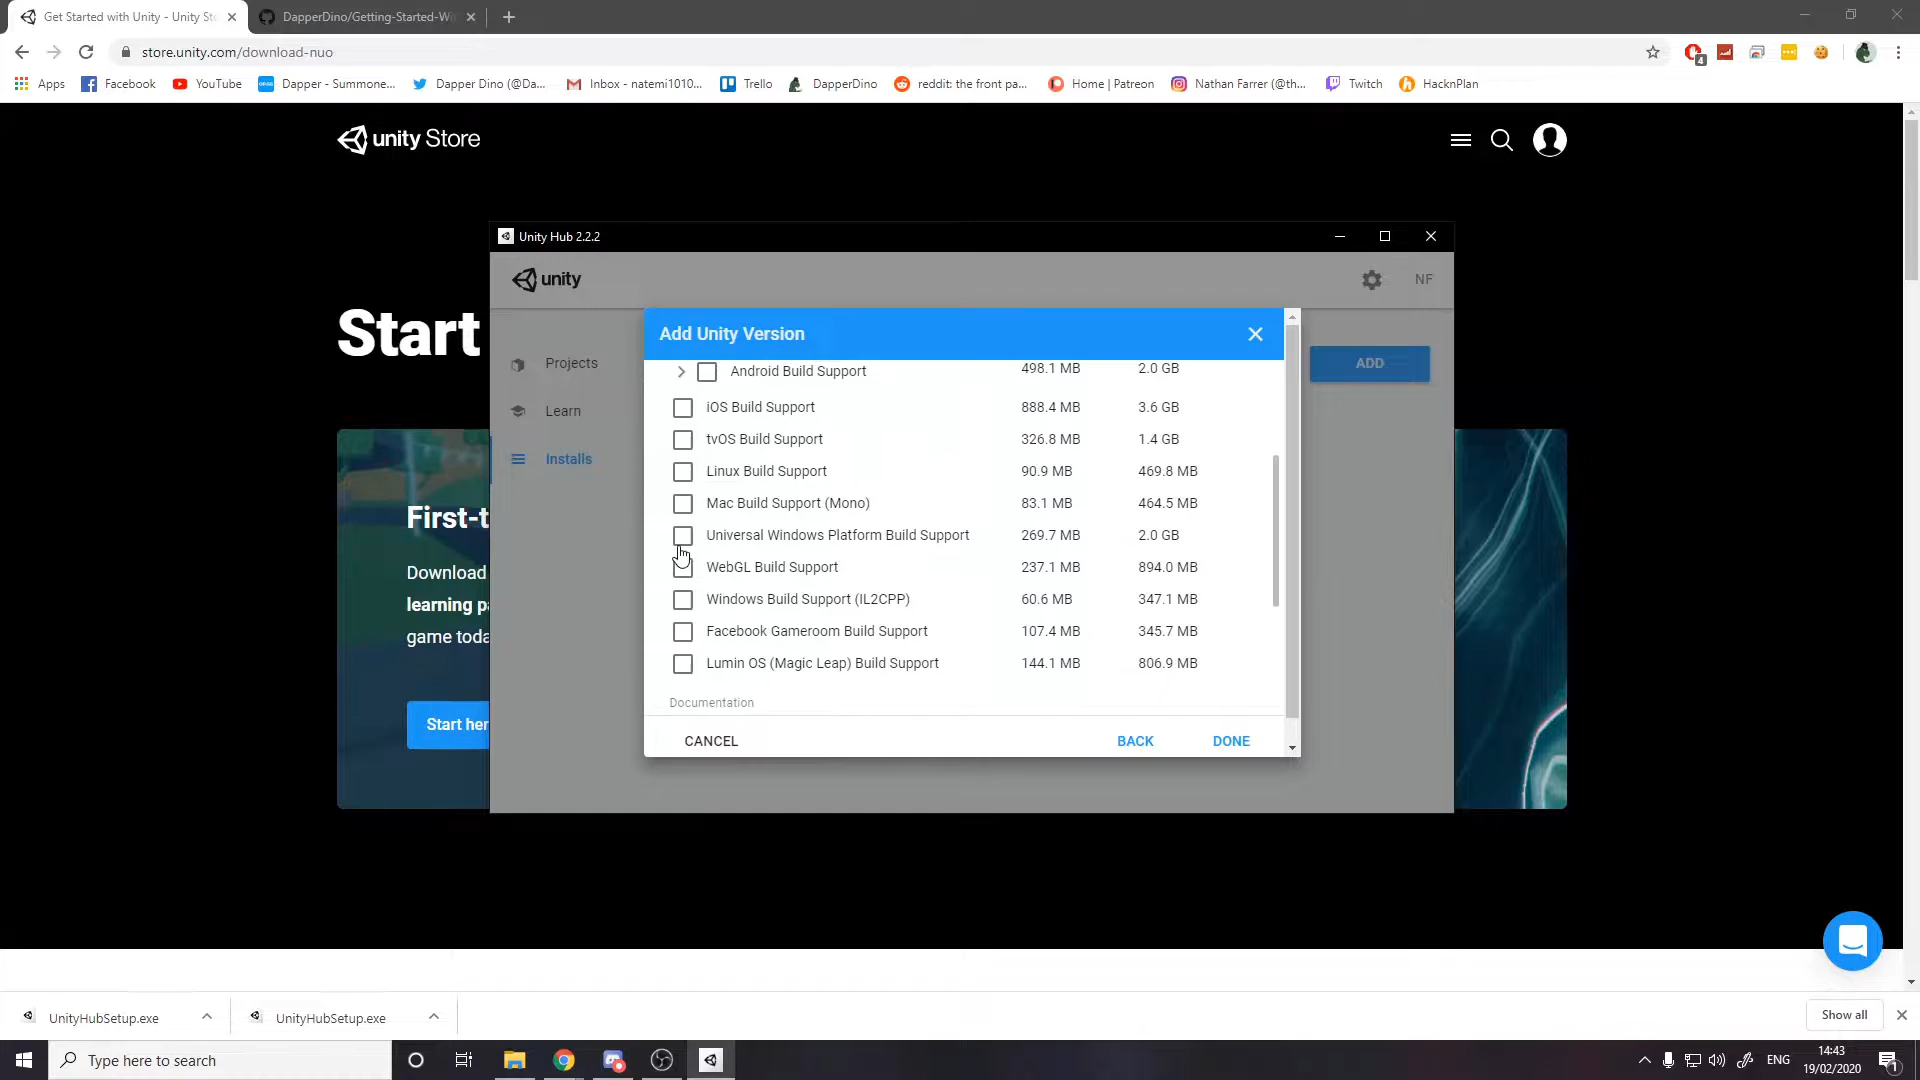 Get Started with Unity - Unity St
DapperDino/Getting-Started-Wi
store.unity.com/download-nuo
4
Apps
Facebook
YouTube
Dapper - Summone...
Dapper Dino (@Da...
Inbox - natemi1010...
Trello
DapperDino
reddit: the front pa...
Home | Patreon
Nathan Farrer (@th...
Twitch
HacknPlan
unity Store
Start
Unity Hub 2.2.2
unity
NF
Projects
Learn
Installs
ADD
Add Unity Version
Android Build Support 498.1 MB 2.0 GB
iOS Build Support 888.4 MB 3.6 GB
tvOS Build Support 326.8 MB 1.4 GB
Linux Build Support 90.9 MB 469.8 MB
Mac Build Support (Mono) 83.1 MB 464.5 MB
Universal Windows Platform Build Support 269.7 MB 2.0 GB
WebGL Build Support 237.1 MB 894.0 MB
Windows Build Support (IL2CPP) 60.6 MB 347.1 MB
Facebook Gameroom Build Support 107.4 MB 345.7 MB
Lumin OS (Magic Leap) Build Support 144.1 MB 806.9 MB
Documentation
CANCEL
BACK
DONE
First-t
Download
learning p
game toda
Start her
UnityHubSetup.exe
UnityHubSetup.exe
Show all
Type here to search
ENG
14:43
19/02/2020
1